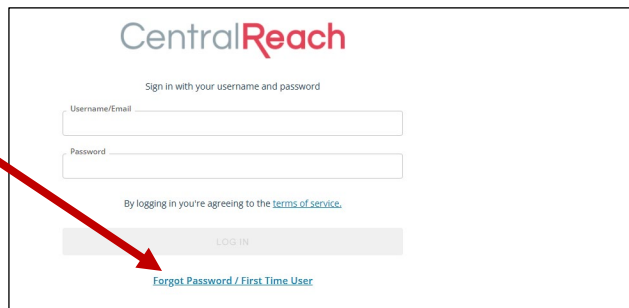 CentralReach
Sign in with your username and password
Username/Email
Password
By logging in you're agreeing to the terms of service.
LOG IN
Forgot Password / First Time User